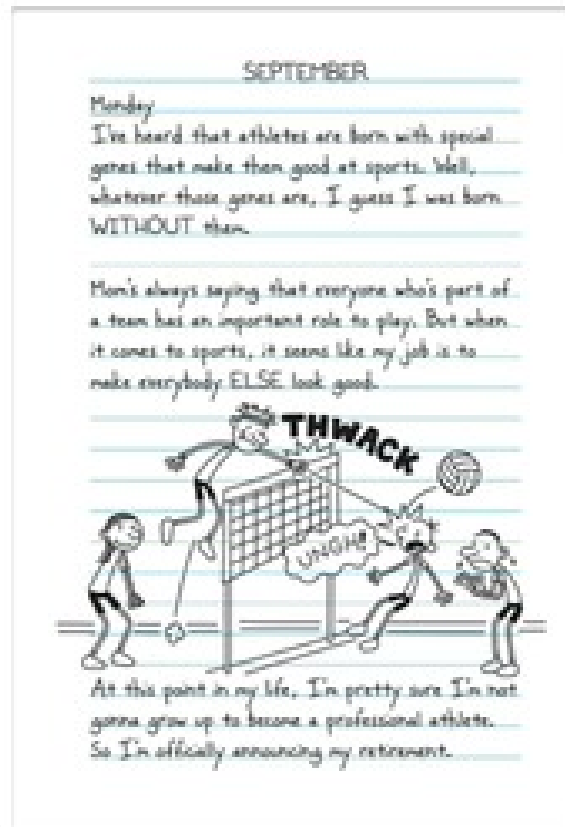 SEPTEMBER
Monday
I've heard that athletes are born with special
genes that make them good at sports. Well,
whatever those genes are, I guess I was born
WITHOUT them.
Mom's always saying that everyone who's part of
a team has an important role to play. But when
it comes to sports, it seems like my job is to
make everybody ELSE look good.
THWACK
UNGH!
At this point in my life, I'm pretty sure I'm not
gonna grow up to become a professional athlete.
So I'm officially announcing my retirement.